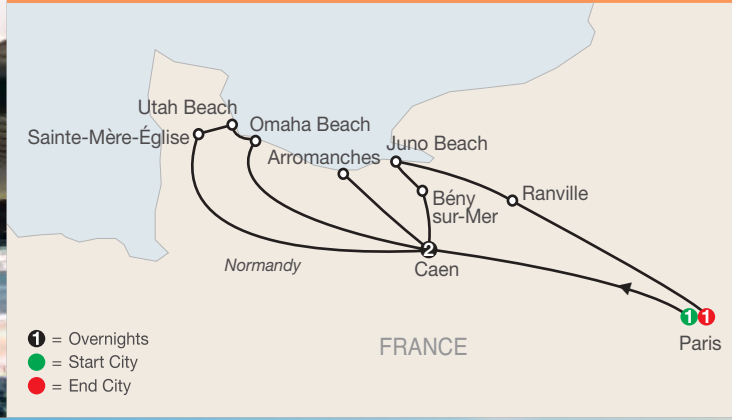 Utah Beach
Omaha Beach
Sainte-Mère-Église
Arromanches
Juno Beach
Bény
sur-Mer
Ranville
2
Caen
Normandy
1 1
Paris
FRANCE
1 = Overnights
= Start City
= End City